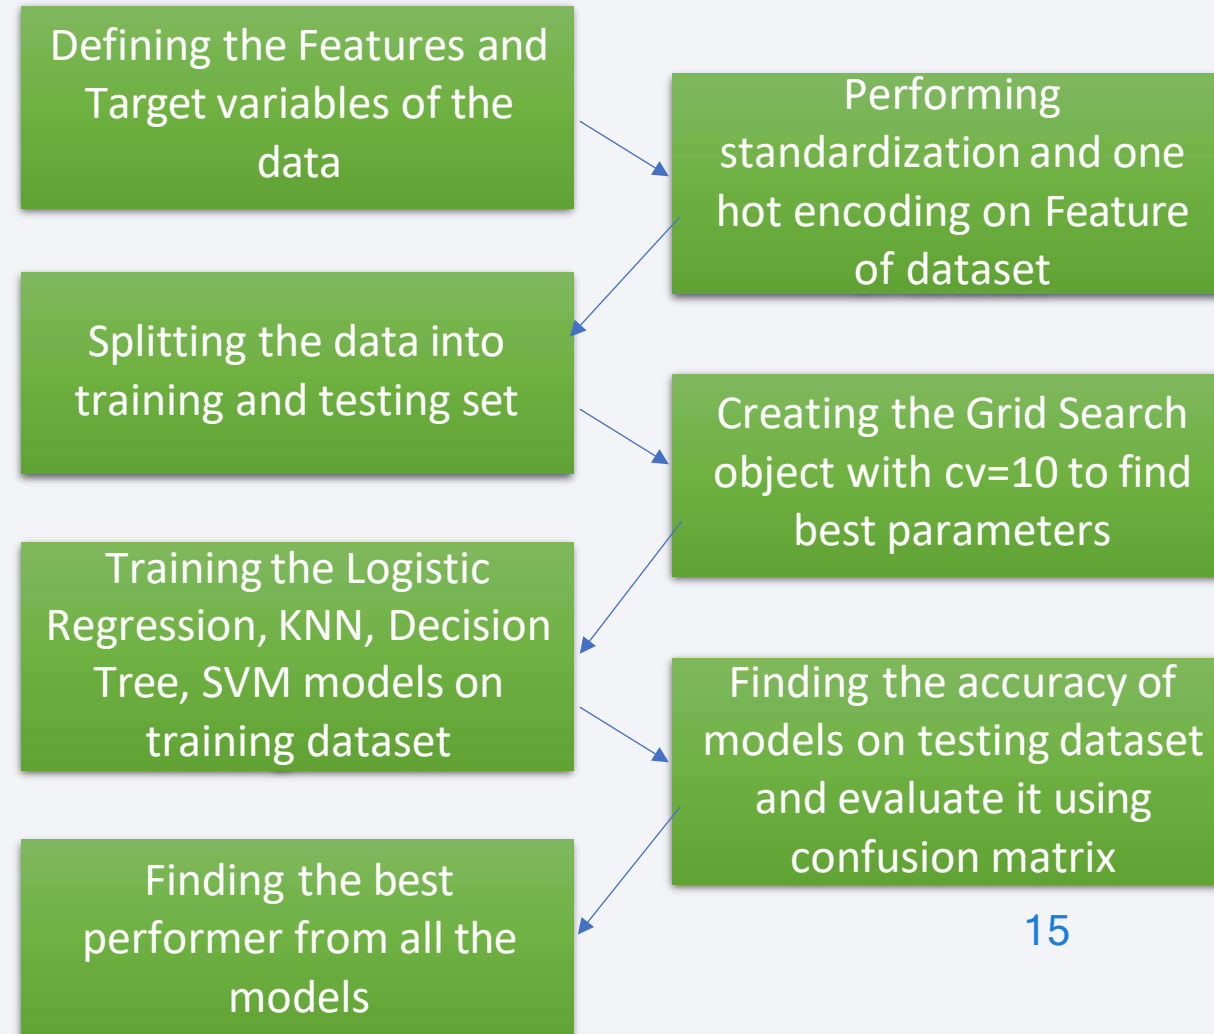 Defining the Features and
Target variables of the
data
Performing
standardization and one
hot encoding on Feature
of dataset
Splitting the data into
training and testing set
Creating the Grid Search
object with cv=10 to find
best parameters
Training the Logistic
Regression, KNN, Decision
Tree, SVM models on
training dataset
Finding the accuracy of
models on testing dataset
and evaluate it using
confusion matrix
Finding the best
performer from all the
models
15